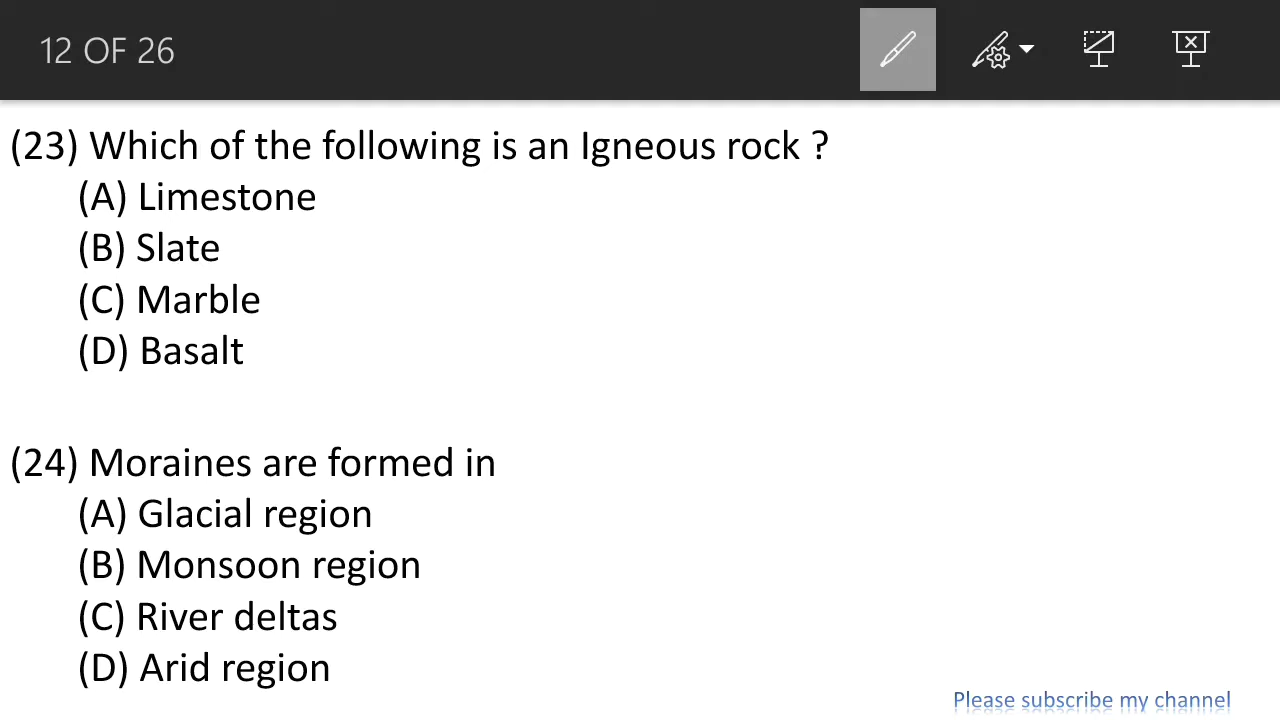 12 OF 26
(23) Which of the following is an Igneous rock ?
(A) Limestone
(B) Slate
(C) Marble
(D) Basalt
(24) Moraines are formed in
(A) Glacial region
(B) Monsoon region
(C) River deltas
(D) Arid region
Please subscribe my channel